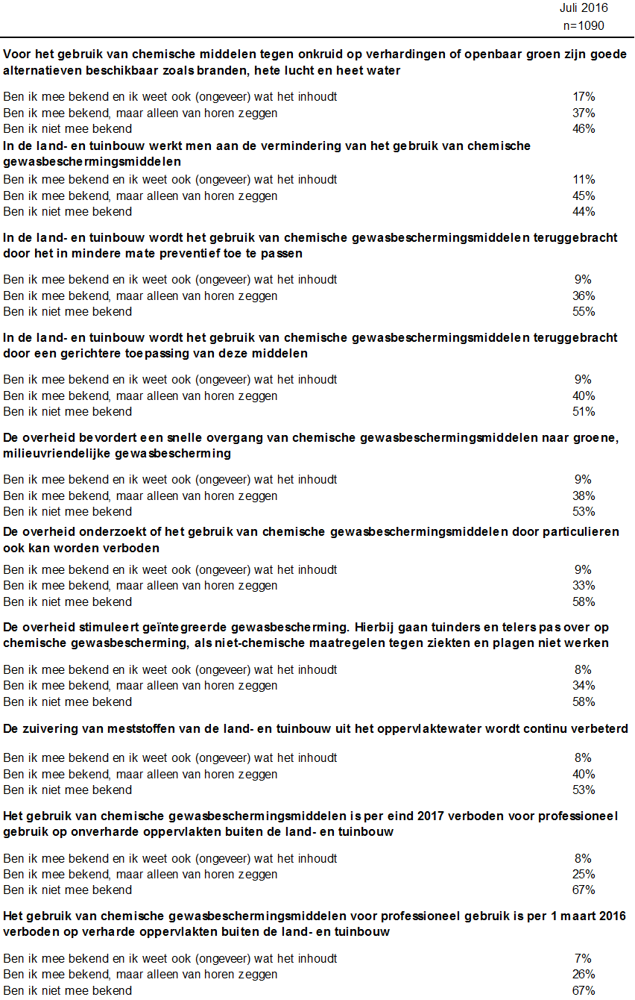 Juli 2016
n=1090
Voor het gebruik van chemische middelen tegen onkruid op verhardingen of openbaar groen zijn goede
alternatieven beschikbaar zoals branden, hete lucht en heet water
Ben ik mee bekend en ik weet ook (ongeveer) wat het inhoudt 17%
Ben ik mee bekend, maar alleen van horen zeggen 37%
Ben ik niet mee bekend 46%
In de land- en tuinbouw werkt men aan de vermindering van het gebruik van chemische
gewasbeschermingsmiddelen
Ben ik mee bekend en ik weet ook (ongeveer) wat het inhoudt 11%
Ben ik mee bekend, maar alleen van horen zeggen 45%
Ben ik niet mee bekend 44%
In de land- en tuinbouw wordt het gebruik van chemische gewasbeschermingsmiddelen teruggebracht
door het in mindere mate preventief toe te passen
Ben ik mee bekend en ik weet ook (ongeveer) wat het inhoudt 9%
Ben ik mee bekend, maar alleen van horen zeggen 36%
Ben ik niet mee bekend 55%
In de land- en tuinbouw wordt het gebruik van chemische gewasbeschermingsmiddelen teruggebracht
door een gerichtere toepassing van deze middelen
Ben ik mee bekend en ik weet ook (ongeveer) wat het inhoudt 9%
Ben ik mee bekend, maar alleen van horen zeggen 40%
Ben ik niet mee bekend 51%
De overheid bevordert een snelle overgang van chemische gewasbeschermingsmiddelen naar groene,
milieuvriendelijke gewasbescherming
Ben ik mee bekend en ik weet ook (ongeveer) wat het inhoudt 9%
Ben ik mee bekend, maar alleen van horen zeggen 38%
Ben ik niet mee bekend 53%
De overheid onderzoekt of het gebruik van chemische gewasbeschermingsmiddelen door particulieren
ook kan worden verboden
Ben ik mee bekend en ik weet ook (ongeveer) wat het inhoudt 9%
Ben ik mee bekend, maar alleen van horen zeggen 33%
Ben ik niet mee bekend 58%
De overheid stimuleert geïntegreerde gewasbescherming. Hierbij gaan tuinders en telers pas over op
chemische gewasbescherming, als niet-chemische maatregelen tegen ziekten en plagen niet werken
Ben ik mee bekend en ik weet ook (ongeveer) wat het inhoudt 8%
Ben ik mee bekend, maar alleen van horen zeggen 34%
Ben ik niet mee bekend 58%
De zuivering van meststoffen van de land- en tuinbouw uit het oppervlaktewater wordt continu verbeterd
Ben ik mee bekend en ik weet ook (ongeveer) wat het inhoudt 8%
Ben ik mee bekend, maar alleen van horen zeggen 40%
Ben ik niet mee bekend 53%
Het gebruik van chemische gewasbeschermingsmiddelen is per eind 2017 verboden voor professioneel
gebruik op onverharde oppervlakten buiten de land- en tuinbouw
Ben ik mee bekend en ik weet ook (ongeveer) wat het inhoudt 8%
Ben ik mee bekend, maar alleen van horen zeggen 25%
Ben ik niet mee bekend 67%
Het gebruik van chemische gewasbeschermingsmiddelen voor professioneel gebruik is per 1 maart 2016
verboden op verharde oppervlakten buiten de land- en tuinbouw
Ben ik mee bekend en ik weet ook (ongeveer) wat het inhoudt 7%
Ben ik mee bekend, maar alleen van horen zeggen 26%
Ben ik niet mee bekend 67%